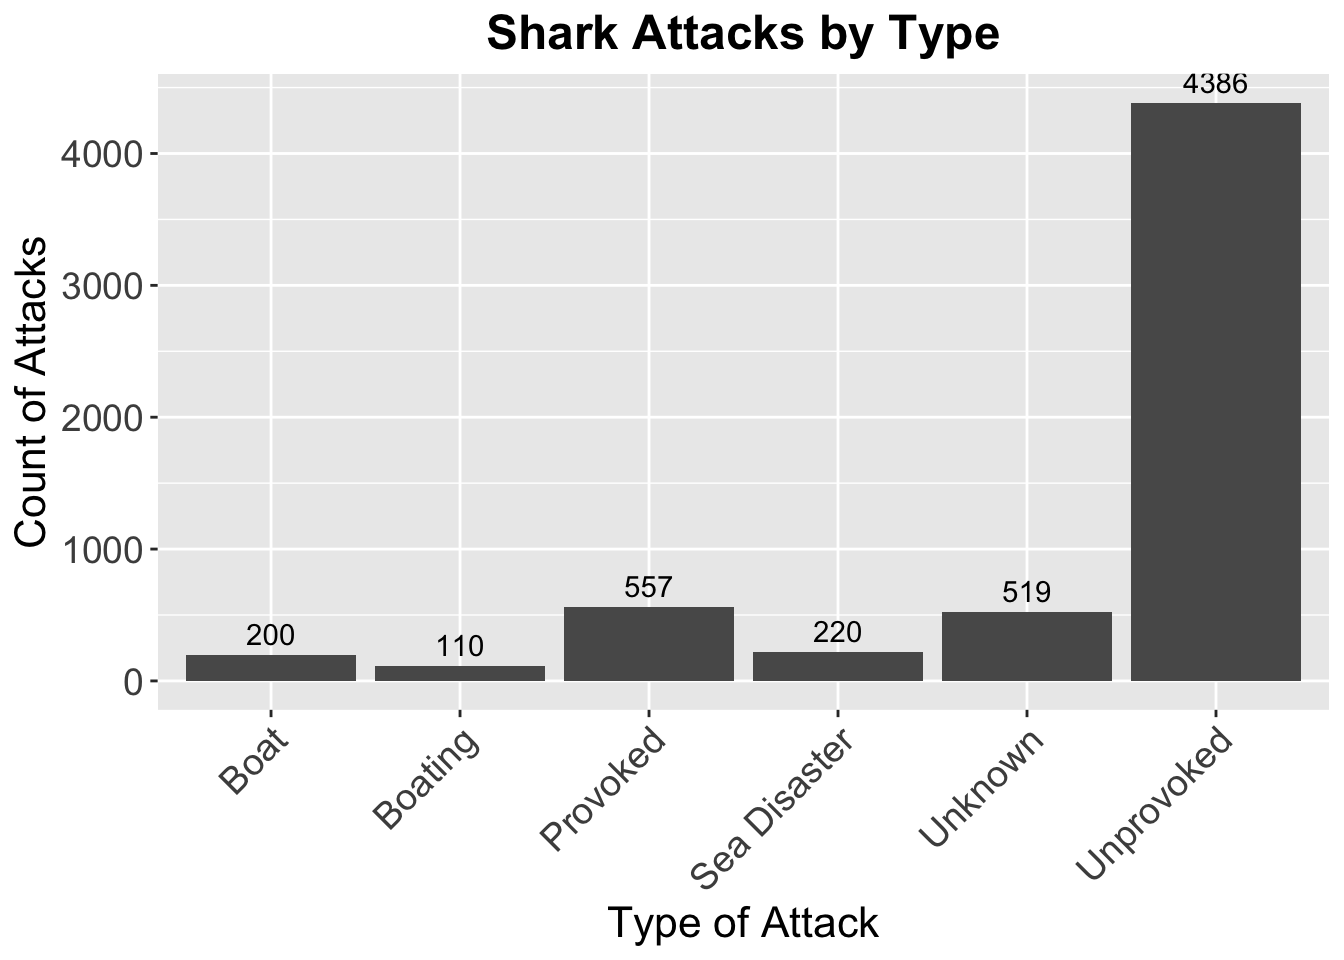 Shark Attacks by Type
Count of Attacks
4000
3000
2000
1000
0
200
110
557
220
519
4386
Boat
Boating
Provoked
Sea Disaster
Unknown
Unprovoked
Type of Attack